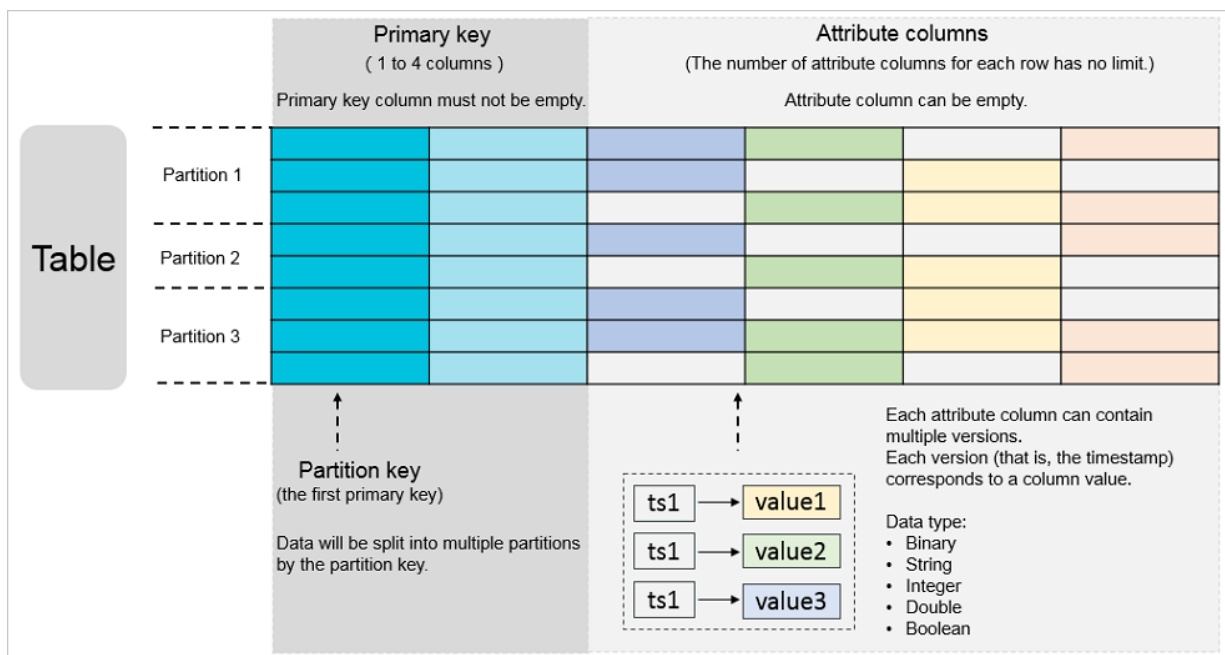 Primary key
( 1 to 4 columns )
Primary key column must not be empty.
Attribute columns
(The number of attribute columns for each row has no limit.)
Attribute column can be empty.
Table
Partition 1
Partition 2
Partition 3
Partition key
(the first primary key)
Data will be split into multiple partitions
by the partition key.
ts1 value1
ts1 value2
ts1 value3
Each attribute column can contain
multiple versions.
Each version (that is, the timestamp)
corresponds to a column value.
Data type:
• Binary
• String
• Integer
• Double
• Boolean